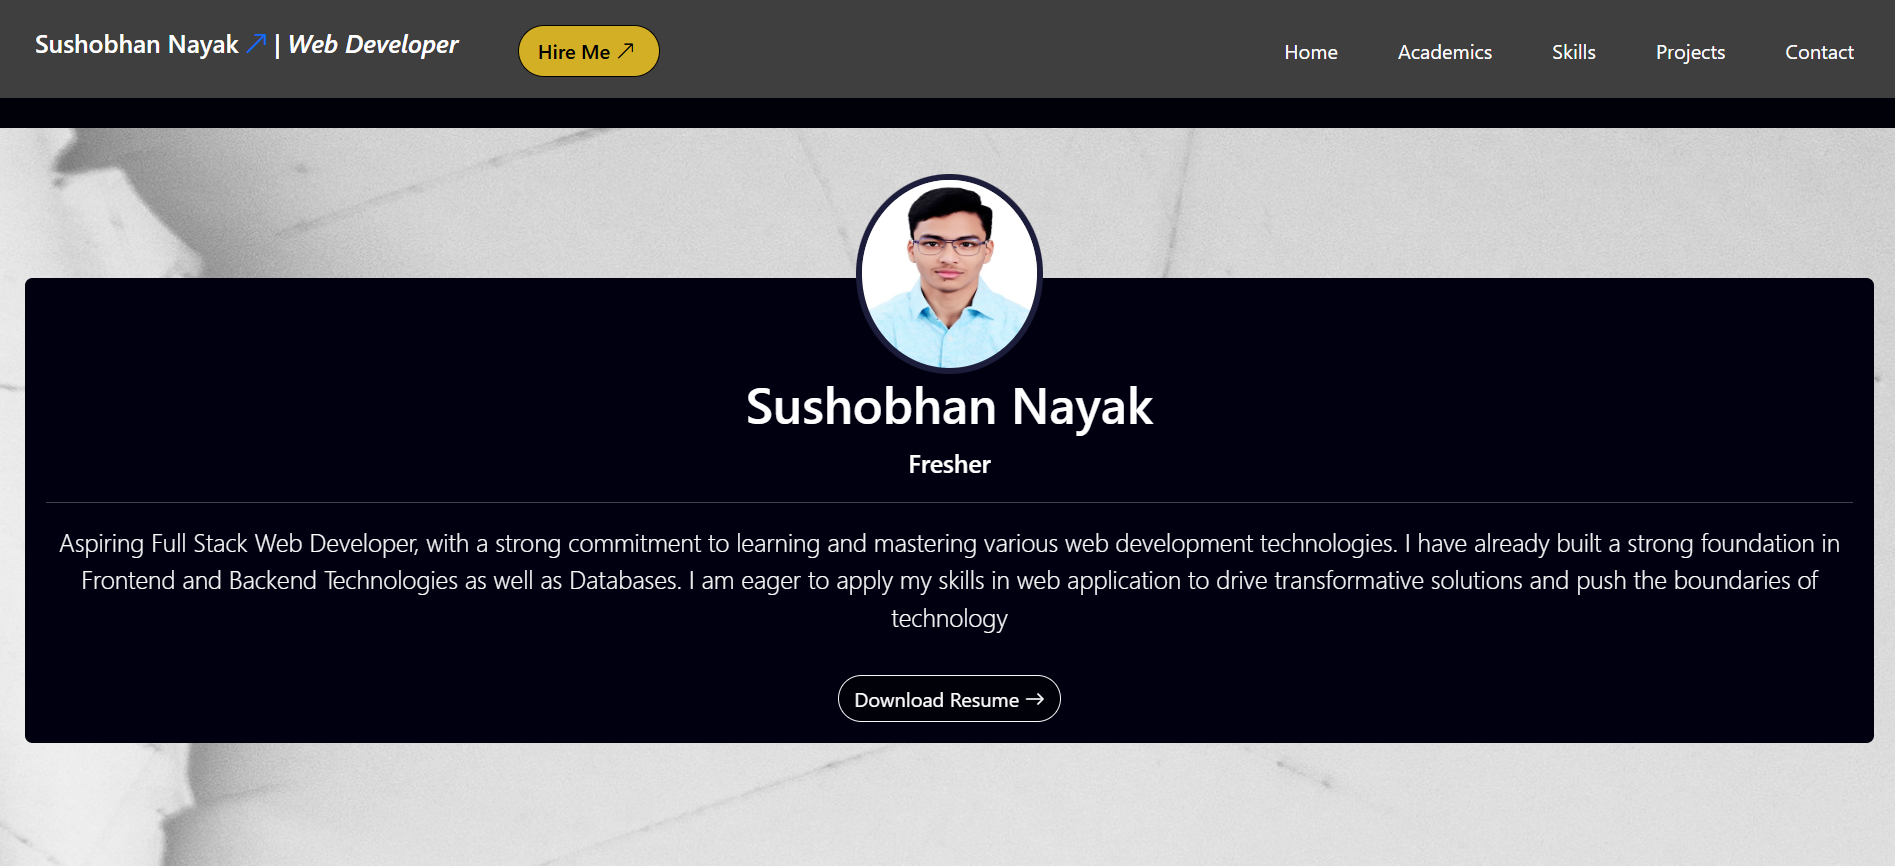 Sushobhan Nayak | Web Developer
Hire Me
Home
Academics
Skills
Projects
Contact
Sushobhan Nayak
Fresher
Aspiring Full Stack Web Developer, with a strong commitment to learning and mastering various web development technologies. I have already built a strong foundation in
Frontend and Backend Technologies as well as Databases. I am eager to apply my skills in web application to drive transformative solutions and push the boundaries of
technology
Download Resume